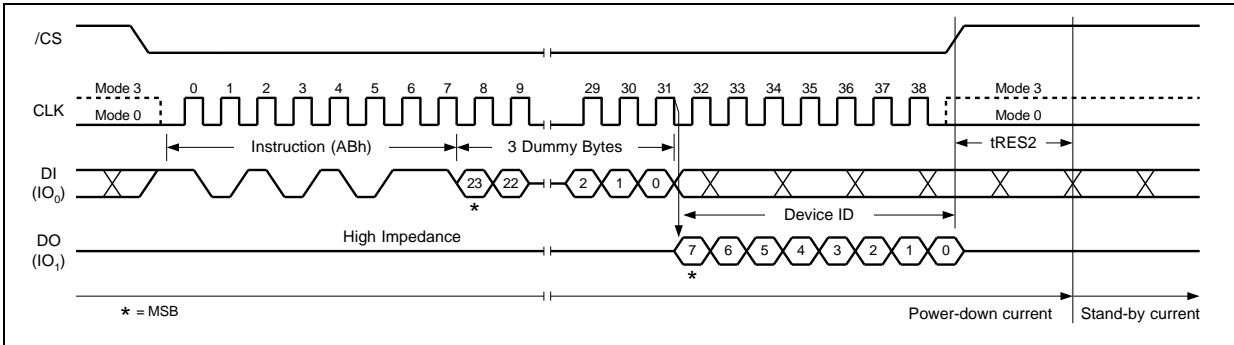 /CS
Mode 3 0 1 2 3 4 5 6 7 8 9 29 30 31 32 33 34 35 36 37 38 Mode 3
CLK
Mode 0 Mode 0
Instruction (ABh) 3 Dummy Bytes tRES2
DI
(IO0)
23 22 2 1 0
*
Device ID
High Impedance
DO
(IO1)
7 6 5 4 3 2 1 0
*
* = MSB
Power-down current Stand-by current